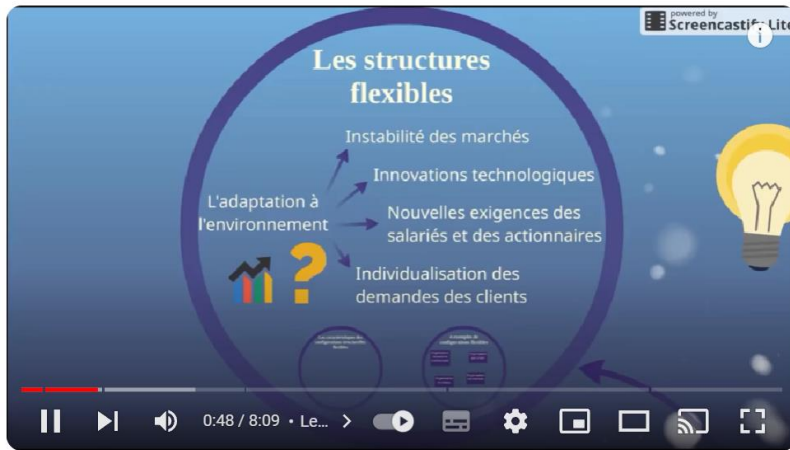 powered by
Screencastify Lite
i
Les structures
flexibles
Instabilité des marchés
Innovations technologiques
L'adaptation à
l'environnement
Nouvelles exigences des
salariés et des actionnaires
Individualisation des
demandes des clients
?
0:48 / 8:09 • Le...